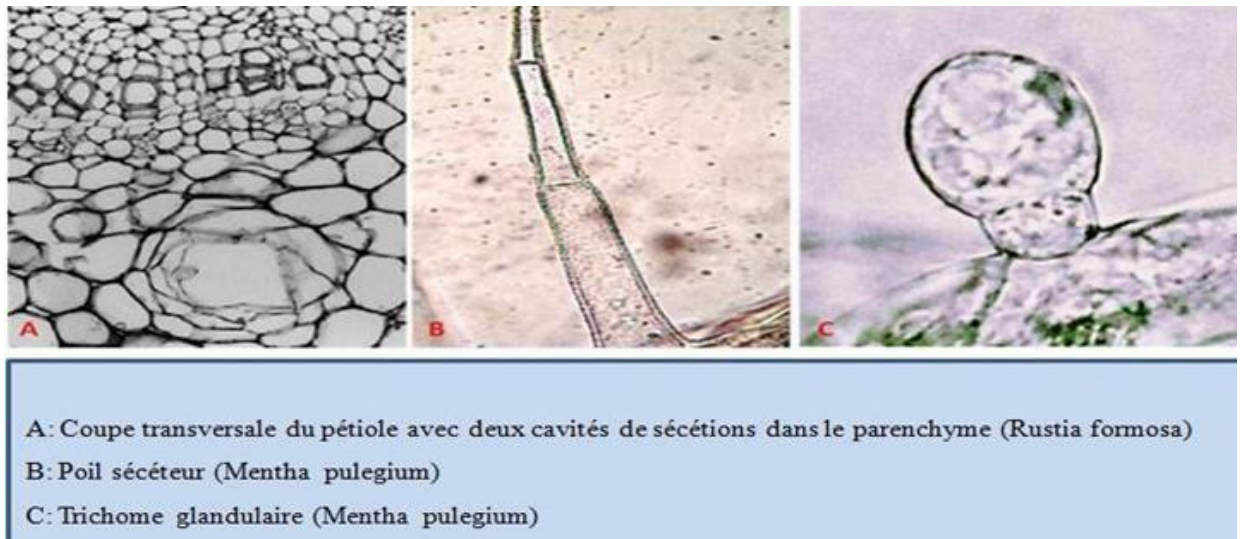 A B C
A: Coupe transversale du pétiole avec deux cavités de sécétions dans le parenchyme (Rustia formosa)
B: Poil sécéteur (Mentha pulegium)
C: Trichome glandulaire (Mentha pulegium)